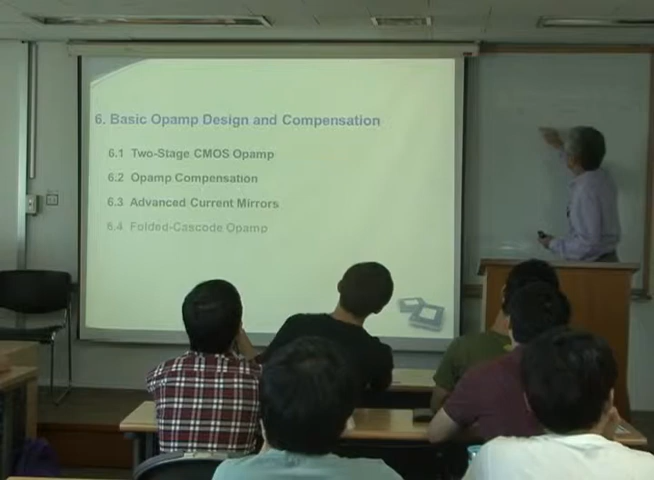 6. Basic Opamp Design and Compensation
6.1 Two-Stage CMOS Opamp
6.2 Opamp Compensation
6.3 Advanced Current Mirrors
6.4 Folded-Cascode Opamp